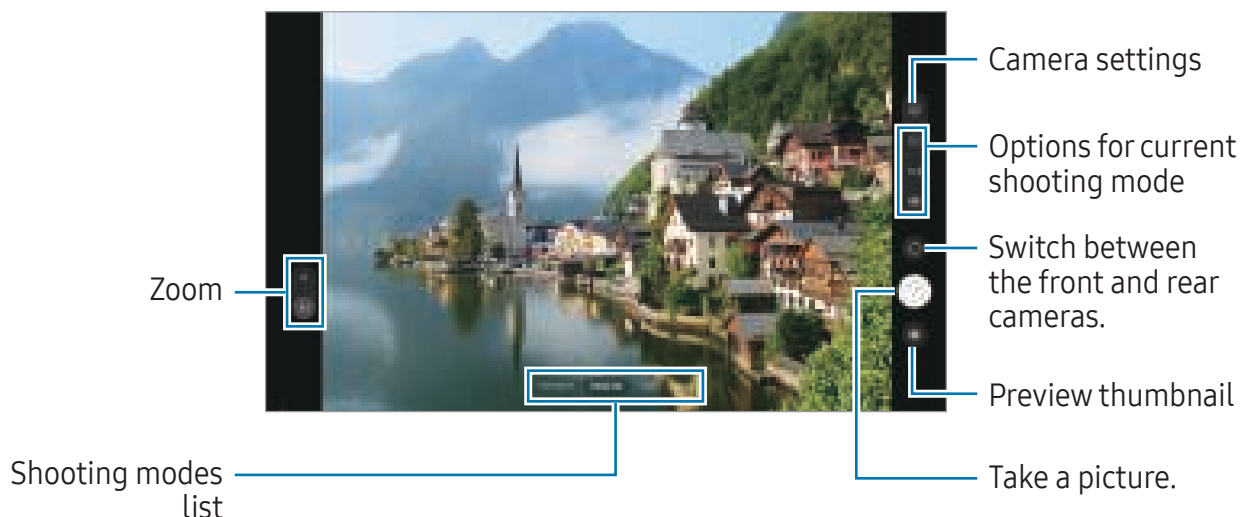 Camera settings
Options for current
shooting mode
Switch between
the front and rear
cameras.
Zoom
Preview thumbnail
Shooting modes
list
Take a picture.